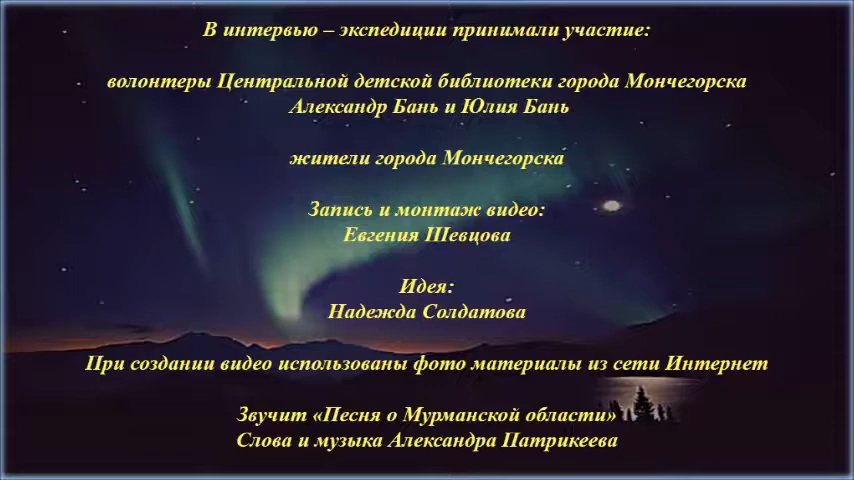 В интервью – экспедиции принимали участие:
волонтеры Центральной детской библиотеки города Мончегорска
Александр Бань и Юлия Бань
жители города Мончегорска
Запись и монтаж видео:
Евгения Шевцова
Идея:
Надежда Солдатова
При создании видео использованы фото материалы из сети Интернет
Звучит «Песня о Мурманской области»
Слова и музыка Александра Патрикеева